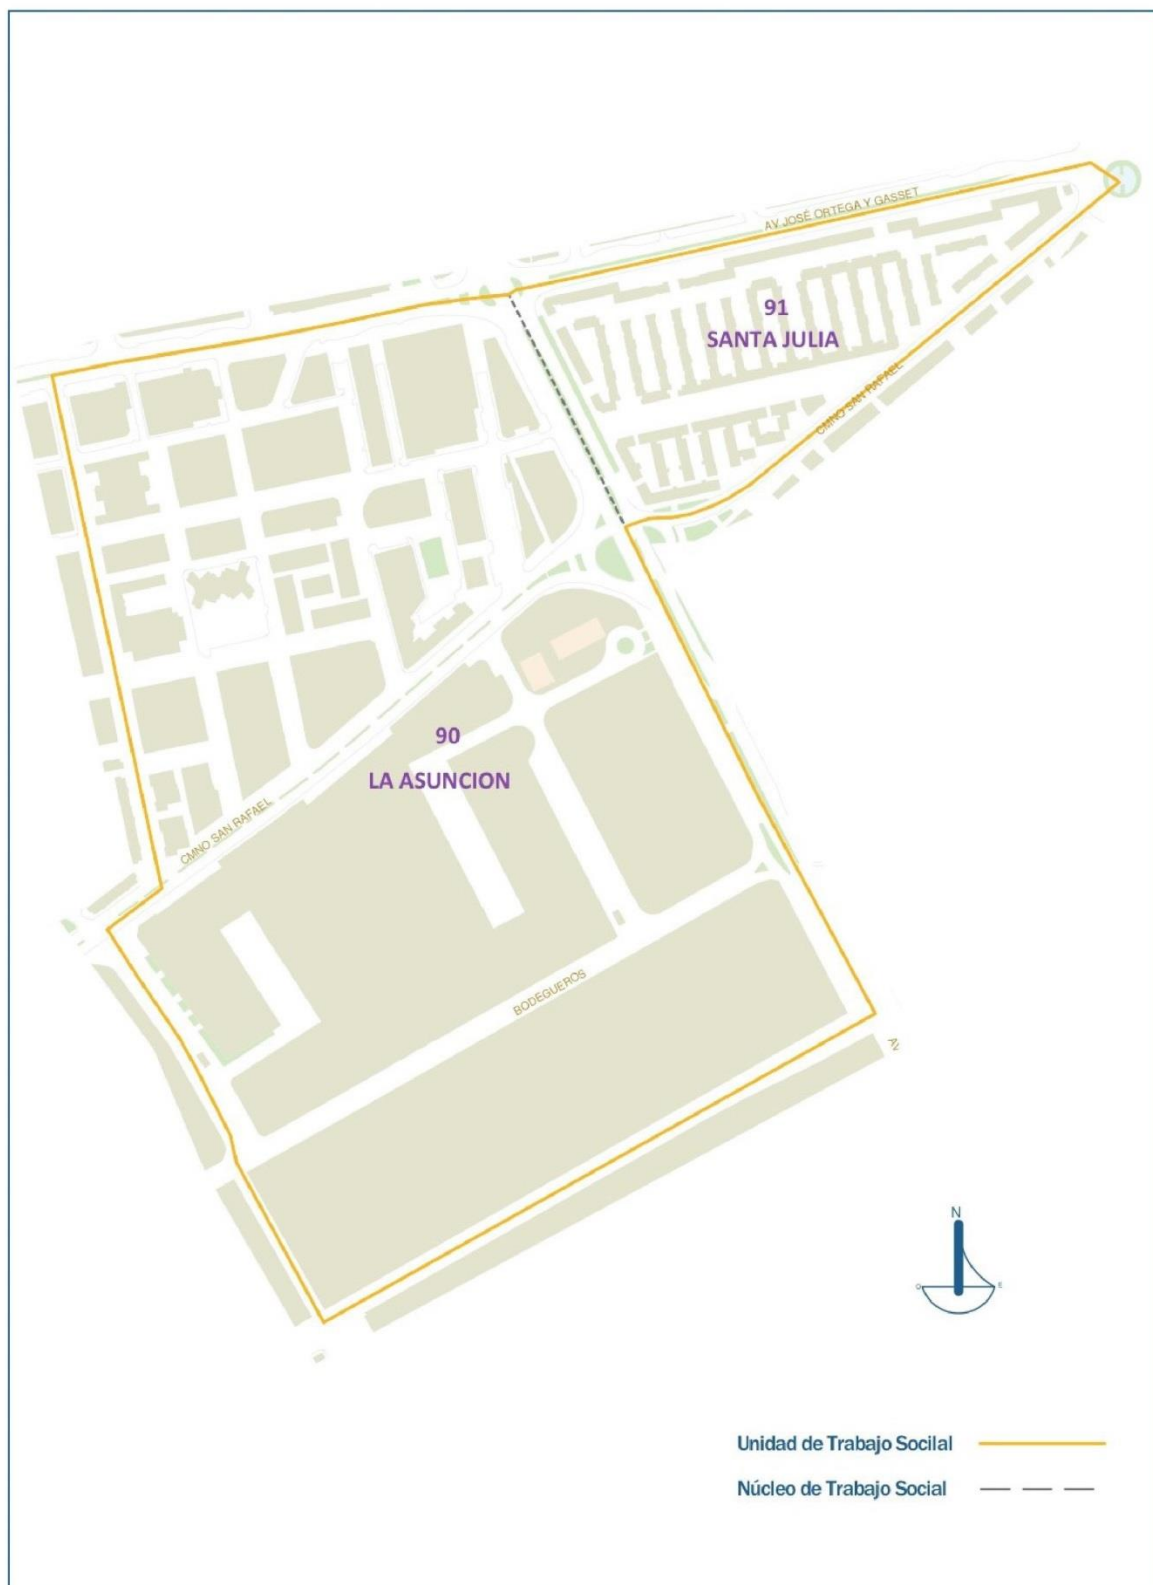 AV JOSÉ ORTEGA Y GASSET
91
SANTA JULIA
CMNO SAN RAFAEL
90
LA ASUNCION
CMNO SAN RAFAEL
BODEGUEROS
AV
N
O
E
Unidad de Trabajo Socilal
Núcleo de Trabajo Social